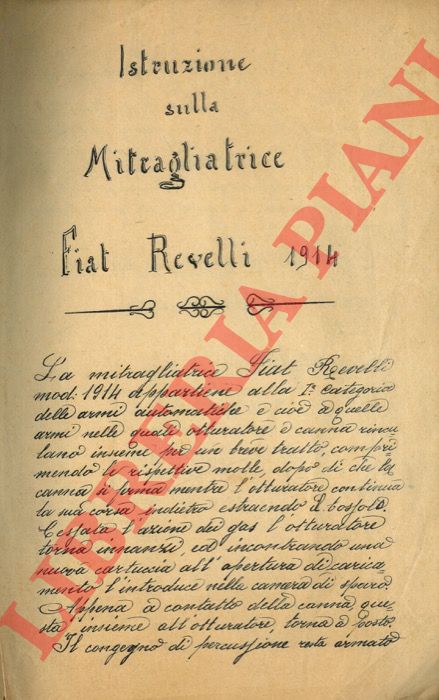 Istruzione
sulla
Mitragliatrice
Fiat Revelli 1914
La mitragliatrice Fiat Revelli
mod: 1914 appartiene alla Iª Categoria
delle armi automatiche e cioè a quelle
armi nelle quali otturatore e canna rincu
lano insieme per un breve tratto, compri
mendo le rispettive molle, dopo di che la
canna si ferma mentre l'otturatore continua
la sua corsa indietro estraendo il bossolo.
Cessata l'azione dei gas l'otturatore
torna innanzi, ed incontrando una
nuova cartuccia all'apertura di carica-
mento l'introduce nella camera di sparo.
Appena a contatto della canna, que-
sta insieme all'otturatore, torna a posto.
Il congegno di percussione resta armato
LIBRERIA PIANI